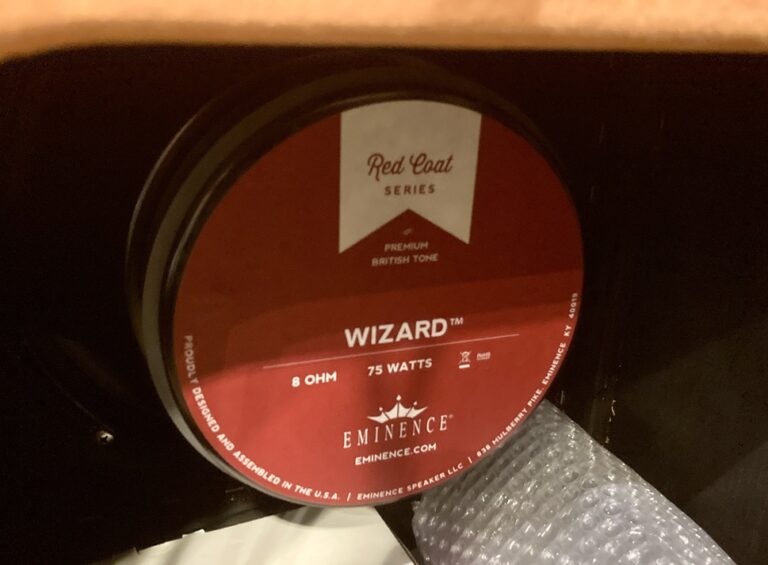 Red Coat
SERIES
PREMIUM
BRITISH TONE
WIZARD™
8 OHM 75 WATTS RoHS
EMINENCE®
EMINENCE.COM
PROUDLY DESIGNED AND ASSEMBLED IN THE U.S.A. | EMINENCE SPEAKER LLC | 838 MULBERRY PIKE, EMINENCE KY 40019